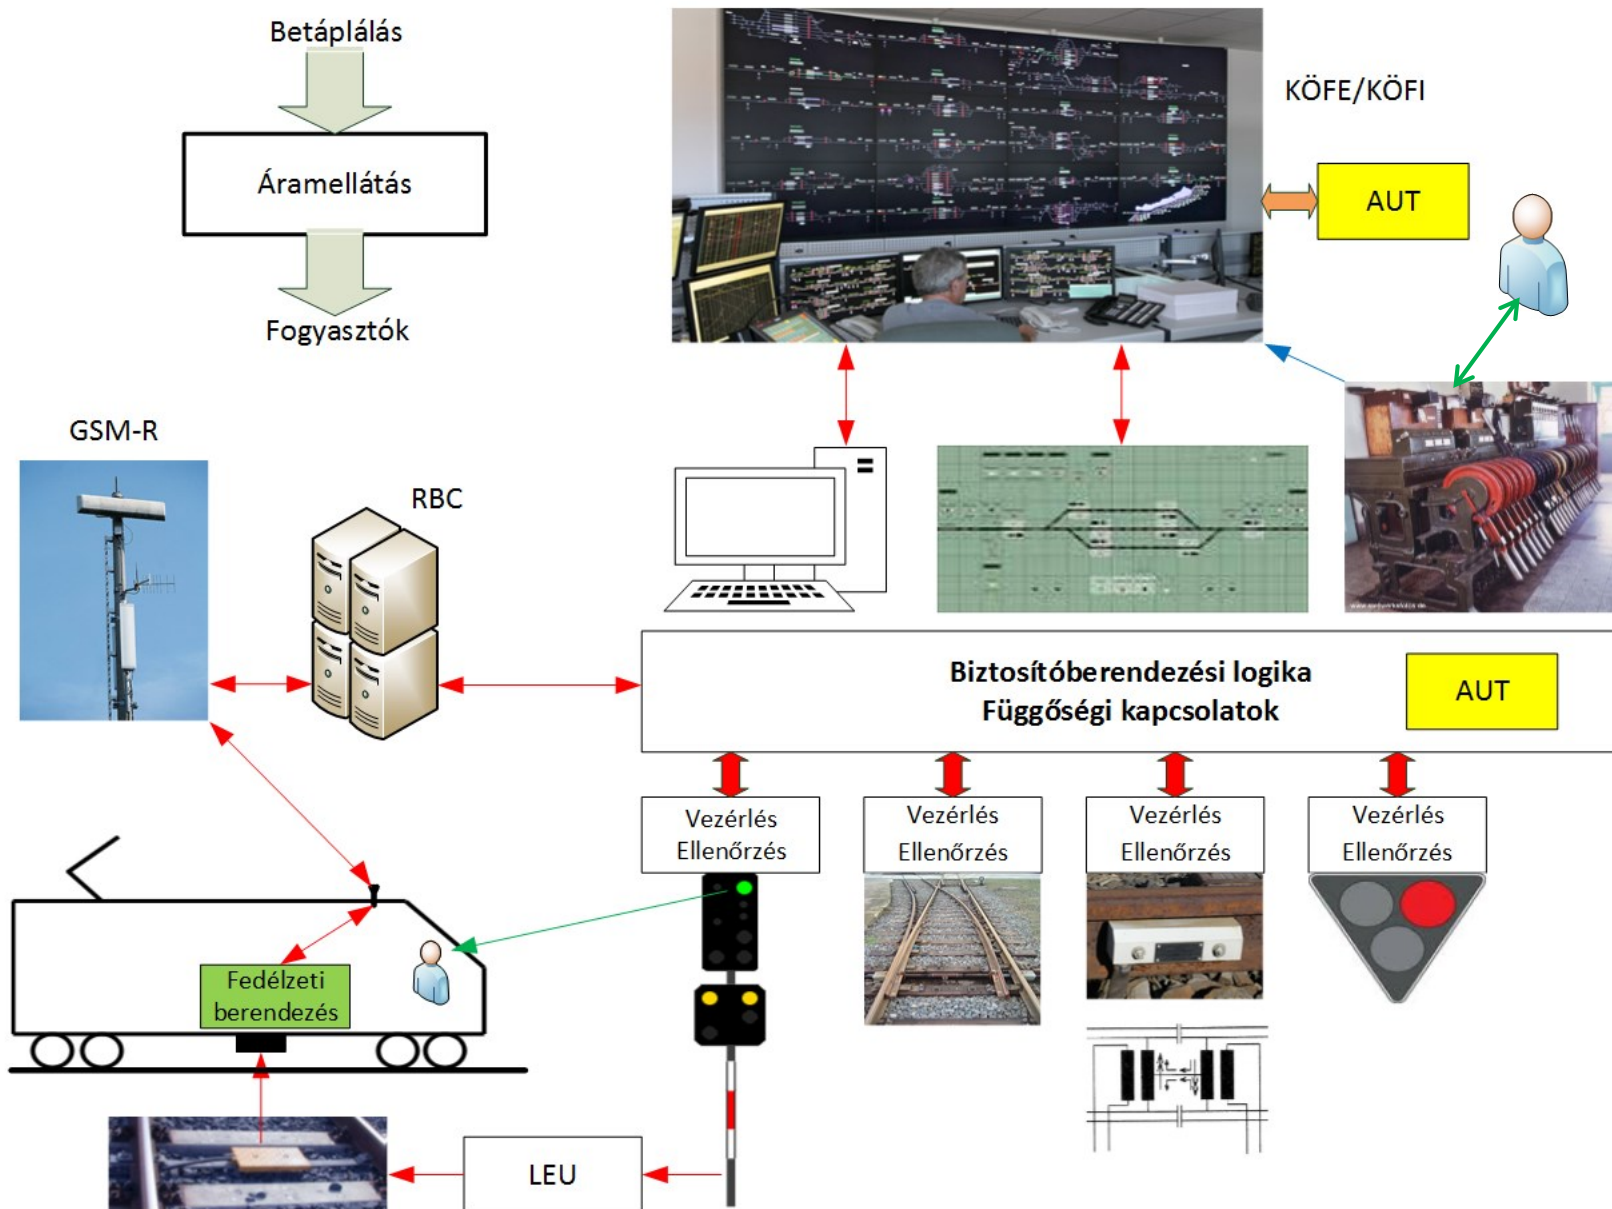 Betáplálás
Áramellátás
Fogyasztók
KÖFE/KÖFI
AUT
GSM-R
RBC
Biztosítóberendezési logika
Függőségi kapcsolatok
AUT
Vezérlés
Ellenőrzés
Vezérlés
Ellenőrzés
Vezérlés
Ellenőrzés
Vezérlés
Ellenőrzés
Fedélzeti
berendezés
LEU